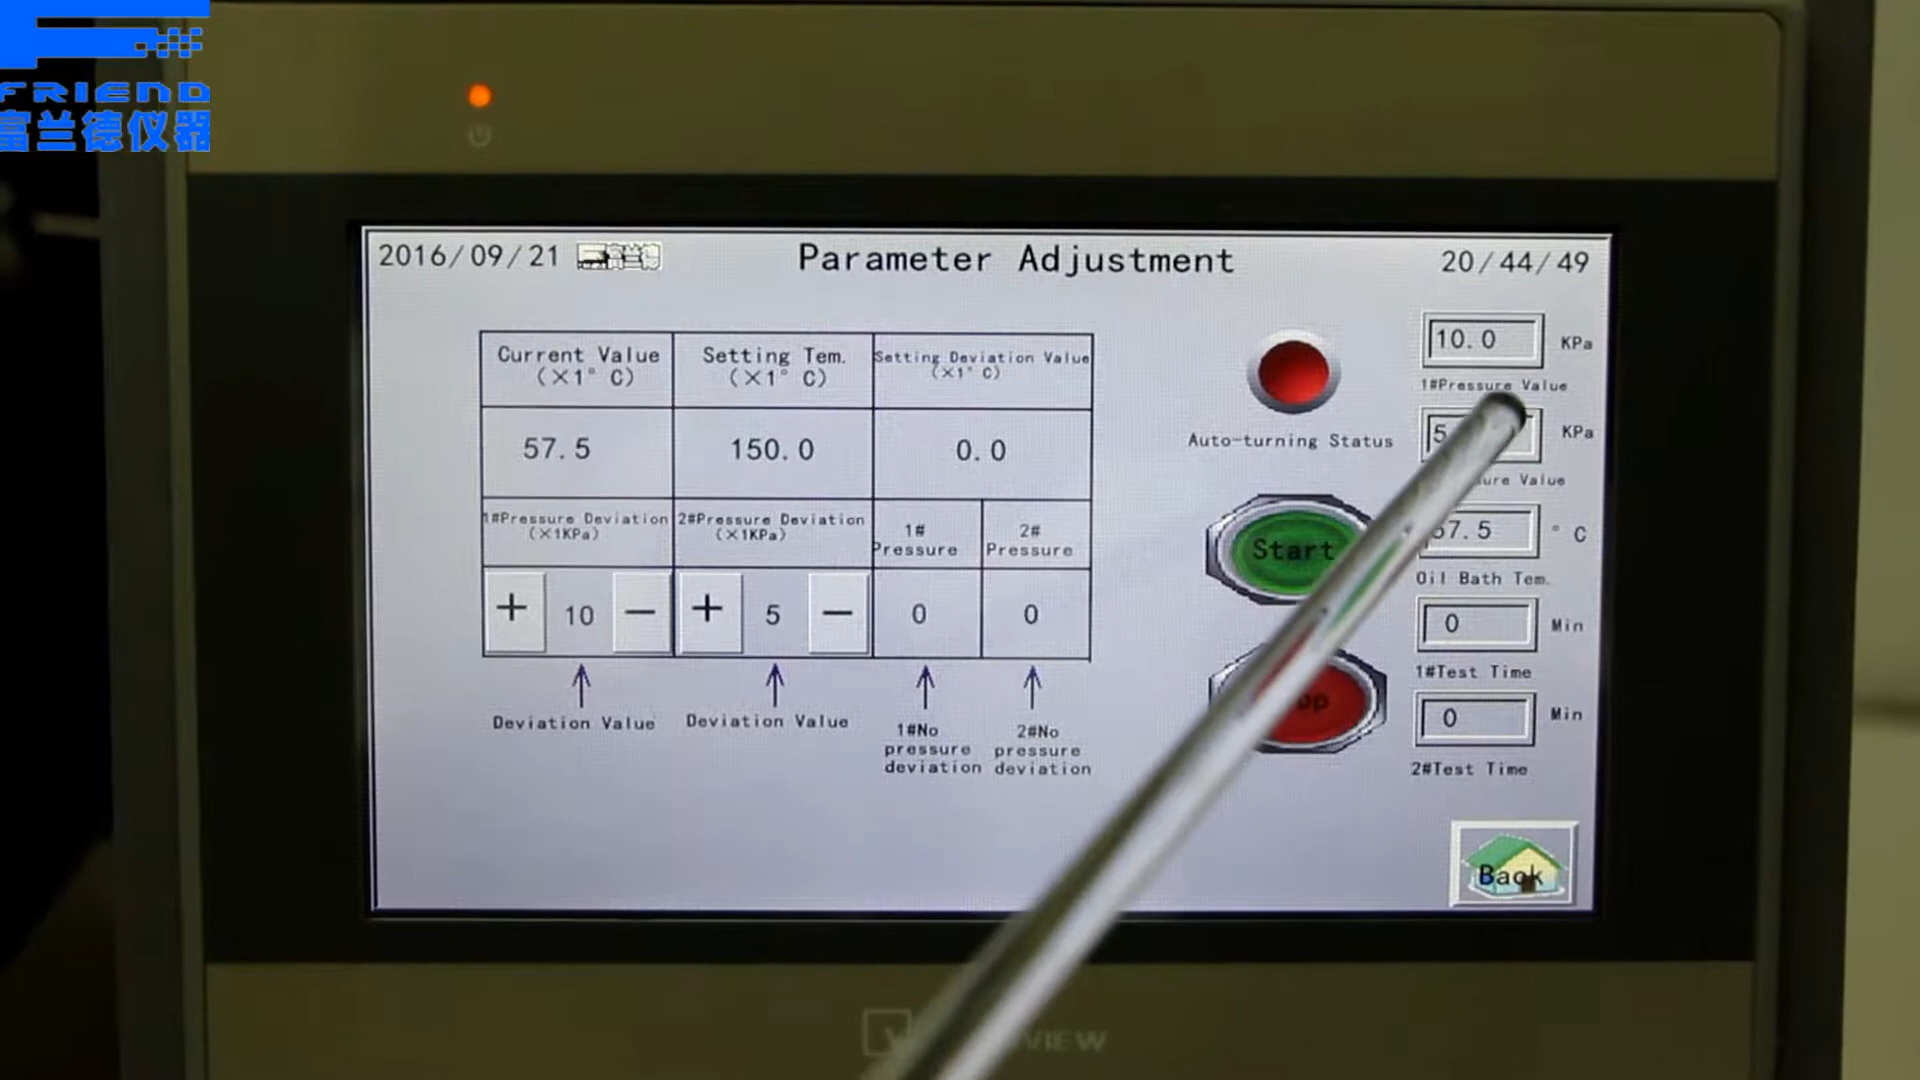 FRIEND
富兰德仪器
2016/09/21
Parameter Adjustment
20/44/49
Current Value
(×1° C)
Setting Tem.
(×1° C)
Setting Deviation Value
(×1° C)
57.5
150.0
0.0
1#Pressure Deviation
(×1KPa)
2#Pressure Deviation
(×1KPa)
1#
Pressure
2#
Pressure
+ 10 −
+ 5 −
0
0
Deviation Value
Deviation Value
1#No
pressure
deviation
2#No
pressure
deviation
Auto-turning Status
Start
10.0 KPa
1#Pressure Value
5 KPa
Value
57.5 ° C
Oil Bath Tem.
0 Min
1#Test Time
0 Min
2#Test Time
Back
VIEW